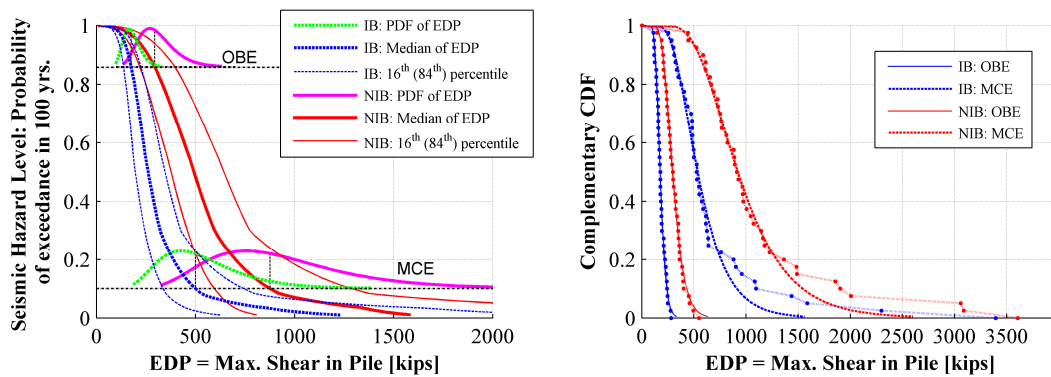 Seismic Hazard Level: Probability
of exceedance in 100 yrs.
1
0.8
0.6
0.4
0.2
0
0
500
1000
1500
2000
EDP = Max. Shear in Pile [kips]
OBE
MCE
IB: PDF of EDP
IB: Median of EDP
IB: 16th (84th) percentile
NIB: PDF of EDP
NIB: Median of EDP
NIB: 16th (84th) percentile
Complementary CDF
1
0.8
0.6
0.4
0.2
0
0
500
1000
1500
2000
2500
3000
3500
EDP = Max. Shear in Pile [kips]
IB: OBE
IB: MCE
NIB: OBE
NIB: MCE